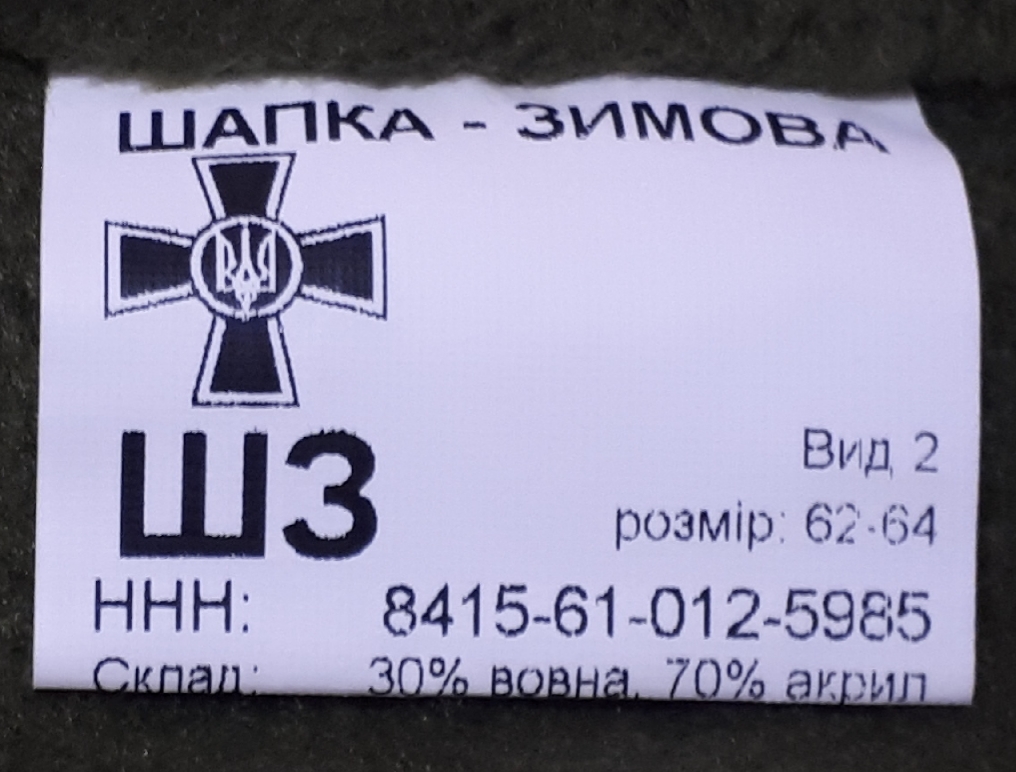 ШАПКА - ЗИМОВА
ШЗ
Вид 2
розмір: 62-64
ННН: 8415-61-012-5985
Склад: 30% вовна, 70% акрил